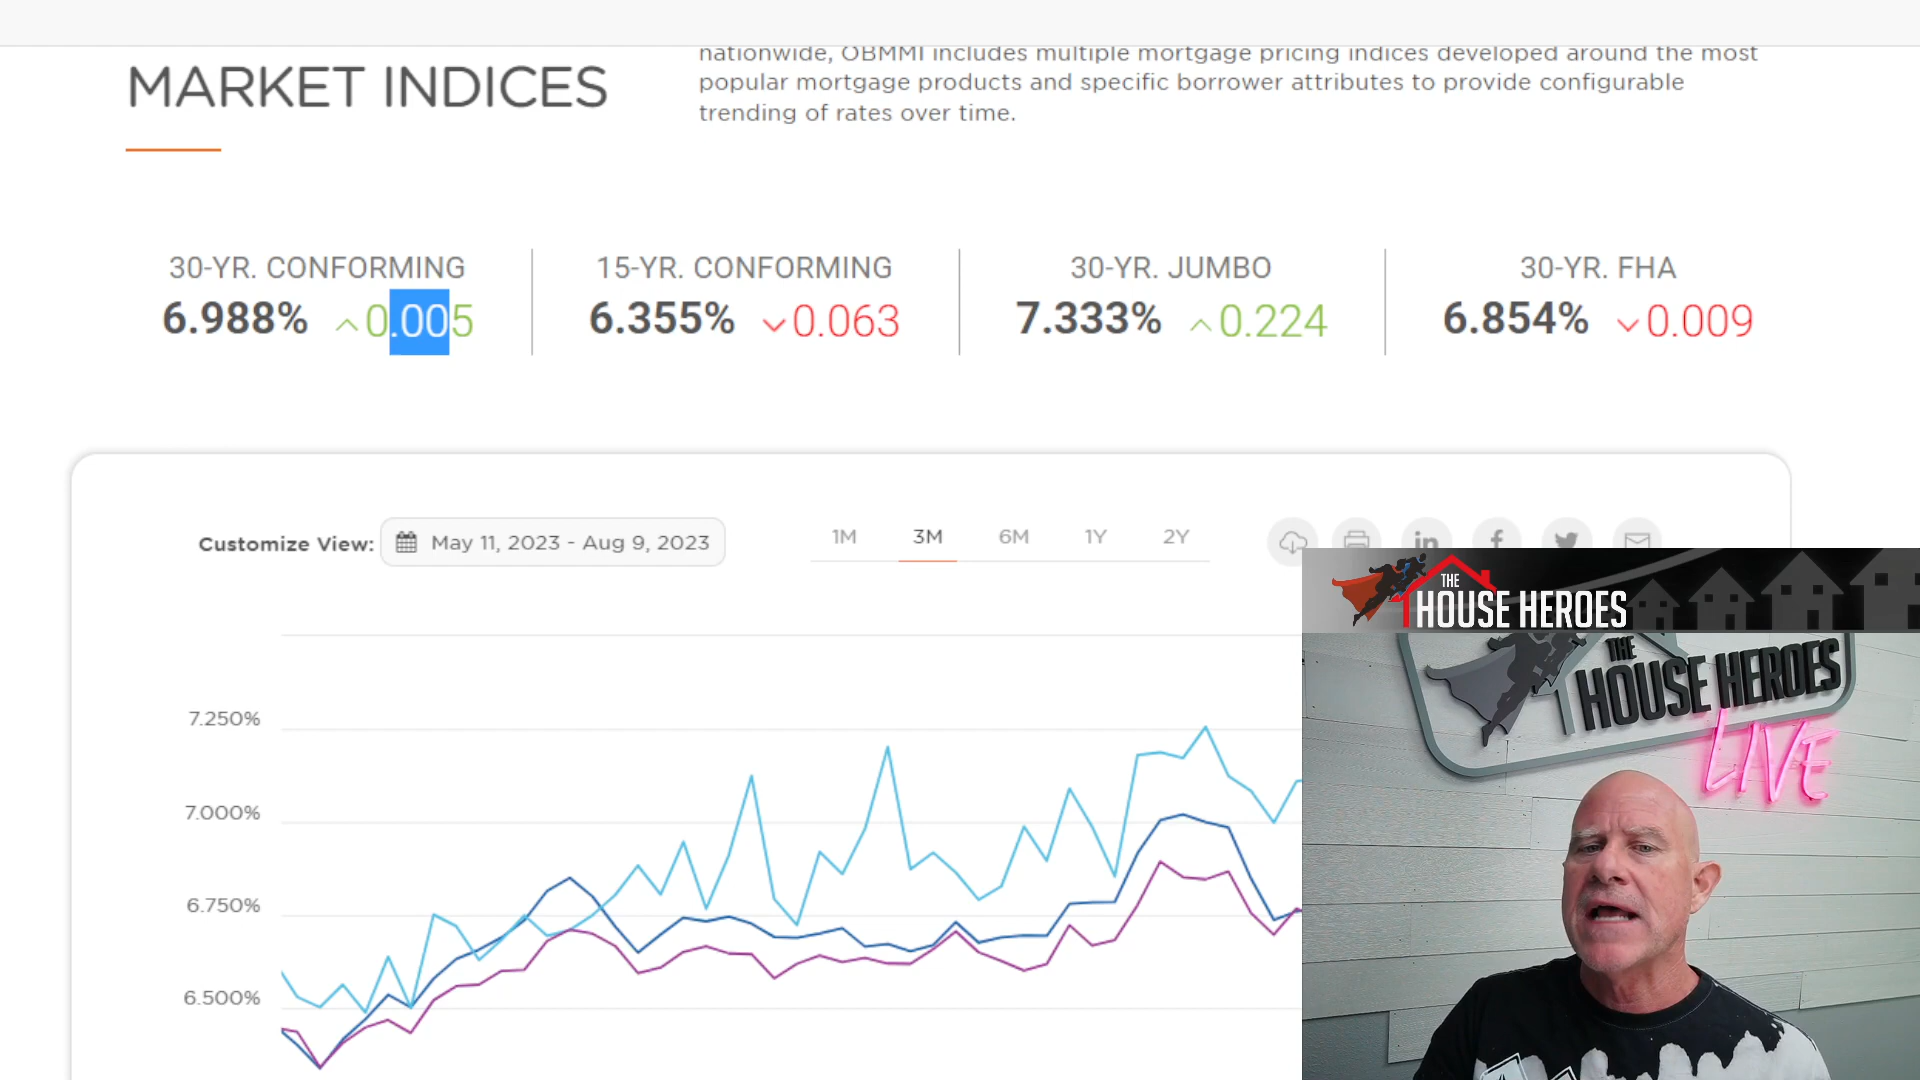 nationwide, OBMMI includes multiple mortgage pricing indices developed around the most
MARKET INDICES
popular mortgage products and specific borrower attributes to provide configurable
trending of rates over time.
30-YR. CONFORMING
6.988% 0.005
15-YR. CONFORMING
6.355% 0.063
30-YR. JUMBO
7.333% 0.224
30-YR. FHA
6.854% 0.009
Customize View: May 11, 2023 - Aug 9, 2023
1M 3M 6M 1Y 2Y
in f
7.250%
7.000%
6.750%
6.500%
THE
HOUSE HEROES
THE
HOUSE HEROES
LIVE